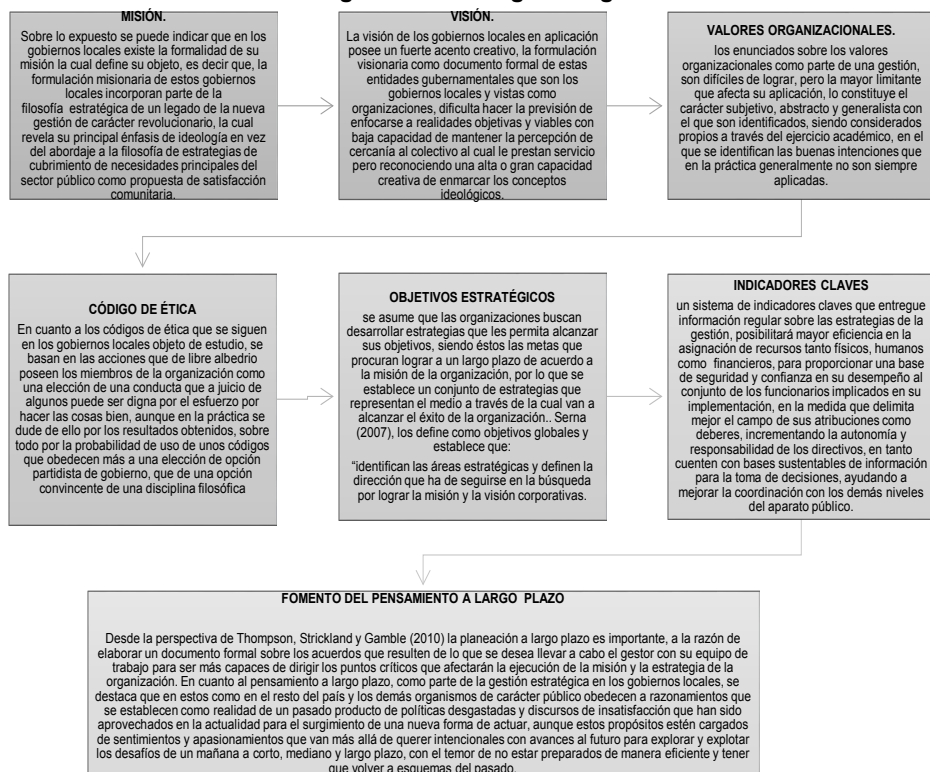 MISIÓN.
Sobre lo expuesto se puede indicar que en los
gobiernos locales existe la formalidad de su
misión la cual define su objeto, es decir que, la
formulación misionaria de estos gobiernos
locales incorporan parte de la
filosofía estratégica de un legado de la nueva
gestión de carácter revolucionario, la cual
revela su principal énfasis de ideología en vez
del abordaje a la filosofía de estrategias de
cubrimiento de necesidades principales del
sector público como propuesta de satisfacción
comunitaria.
VISIÓN.
La visión de los gobiernos locales en aplicación
posee un fuerte acento creativo, la formulación
visionaria como documento formal de estas
entidades gubernamentales que son los
gobiernos locales y vistas como
organizaciones, dificulta hacer la previsión de
enfocarse a realidades objetivas y viables con
baja capacidad de mantener la percepción de
cercanía al colectivo al cual le prestan servicio
pero reconociendo una alta o gran capacidad
creativa de enmarcar los conceptos
ideológicos.
VALORES ORGANIZACIONALES.
los enunciados sobre los valores
organizacionales como parte de una gestión,
son difíciles de lograr, pero la mayor limitante
que afecta su aplicación, lo constituye el
carácter subjetivo, abstracto y generalista con
el que son identificados, siendo considerados
propios a través del ejercicio académico, en el
que se identifican las buenas intenciones que
en la práctica generalmente no son siempre
aplicadas.
CÓDIGO DE ÉTICA
En cuanto a los códigos de ética que se siguen
en los gobiernos locales objeto de estudio, se
basan en las acciones que de libre albedrio
poseen los miembros de la organización como
una elección de una conducta que a juicio de
algunos puede ser digna por el esfuerzo por
hacer las cosas bien, aunque en la práctica se
dude de ello por los resultados obtenidos, sobre
todo por la probabilidad de uso de unos códigos
que obedecen más a una elección de opción
partidista de gobierno, que de una opción
convincente de una disciplina filosófica
OBJETIVOS ESTRATÉGICOS
se asume que las organizaciones buscan
desarrollar estrategias que les permita alcanzar
sus objetivos, siendo éstos las metas que
procuran lograr a un largo plazo de acuerdo a
la misión de la organización, por lo que se
establece un conjunto de estrategias que
representan el medio a través de la cual van a
alcanzar el éxito de la organización.. Serna
(2007), los define como objetivos globales y
establece que:
“identifican las áreas estratégicas y definen la
dirección que ha de seguirse en la búsqueda
por lograr la misión y la visión corporativas.
INDICADORES CLAVES
un sistema de indicadores claves que entregue
información regular sobre las estrategias de la
gestión, posibilitará mayor eficiencia en la
asignación de recursos tanto físicos, humanos
como financieros, para proporcionar una base
de seguridad y confianza en su desempeño al
conjunto de los funcionarios implicados en su
implementación, en la medida que delimita
mejor el campo de sus atribuciones como
deberes, incrementando la autonomía y
responsabilidad de los directivos, en tanto
cuenten con bases sustentables de información
para la toma de decisiones, ayudando a
mejorar la coordinación con los demás niveles
del aparato público.
FOMENTO DEL PENSAMIENTO A LARGO PLAZO
Desde la perspectiva de Thompson, Strickland y Gamble (2010) la planeación a largo plazo es importante, a la razón de
elaborar un documento formal sobre los acuerdos que resulten de lo que se desea llevar a cabo el gestor con su equipo de
trabajo para ser más capaces de dirigir los puntos críticos que afectarán la ejecución de la misión y la estrategia de la
organización. En cuanto al pensamiento a largo plazo, como parte de la gestión estratégica en los gobiernos locales, se
destaca que en estos como en el resto del país y los demás organismos de carácter público obedecen a razonamientos que
se establecen como realidad de un pasado producto de políticas desgastadas y discursos de insatisfacción que han sido
aprovechados en la actualidad para el surgimiento de una nueva forma de actuar, aunque estos propósitos estén cargados
de sentimientos y apasionamientos que van más allá de querer intencionales con avances al futuro para explorar y explotar
los desafíos de un mañana a corto, mediano y largo plazo, con el temor de no estar preparados de manera eficiente y tener
que volver a esquemas del pasado.